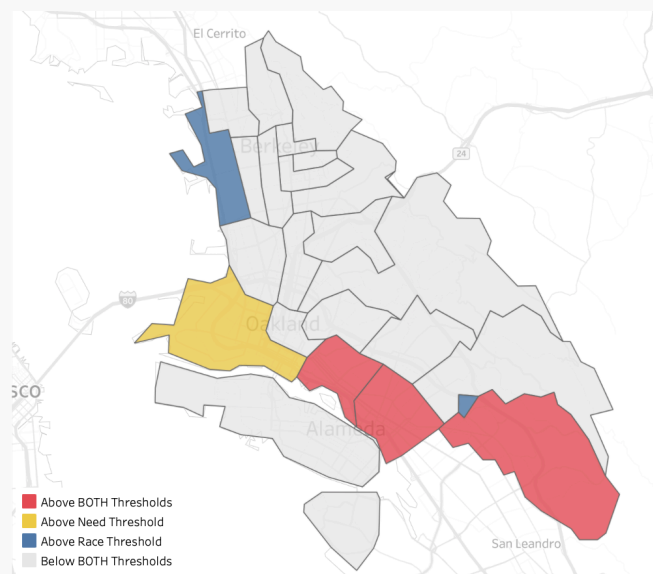 El Cerrito
Berkeley
24
80
Oakland
SCO
Alameda
Above BOTH Thresholds
Above Need Threshold
Above Race Threshold
Below BOTH Thresholds
San Leandro